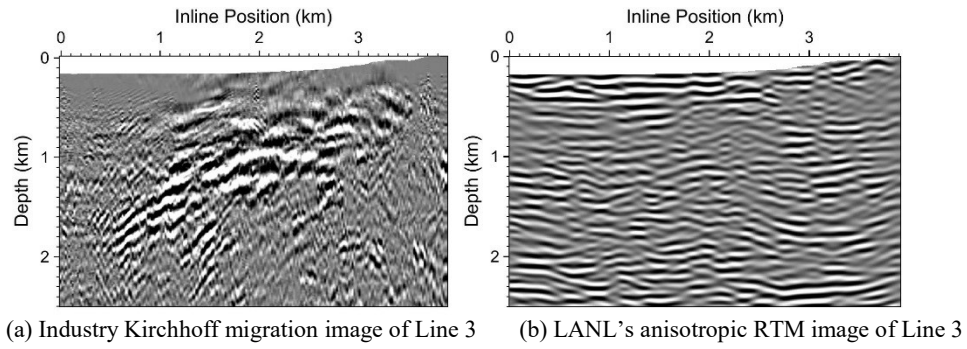 Inline Position (km)
0 1 2 3
Depth (km)
0
1
2
(a) Industry Kirchhoff migration image of Line 3
Inline Position (km)
0 1 2 3
Depth (km)
0
1
2
(b) LANL’s anisotropic RTM image of Line 3